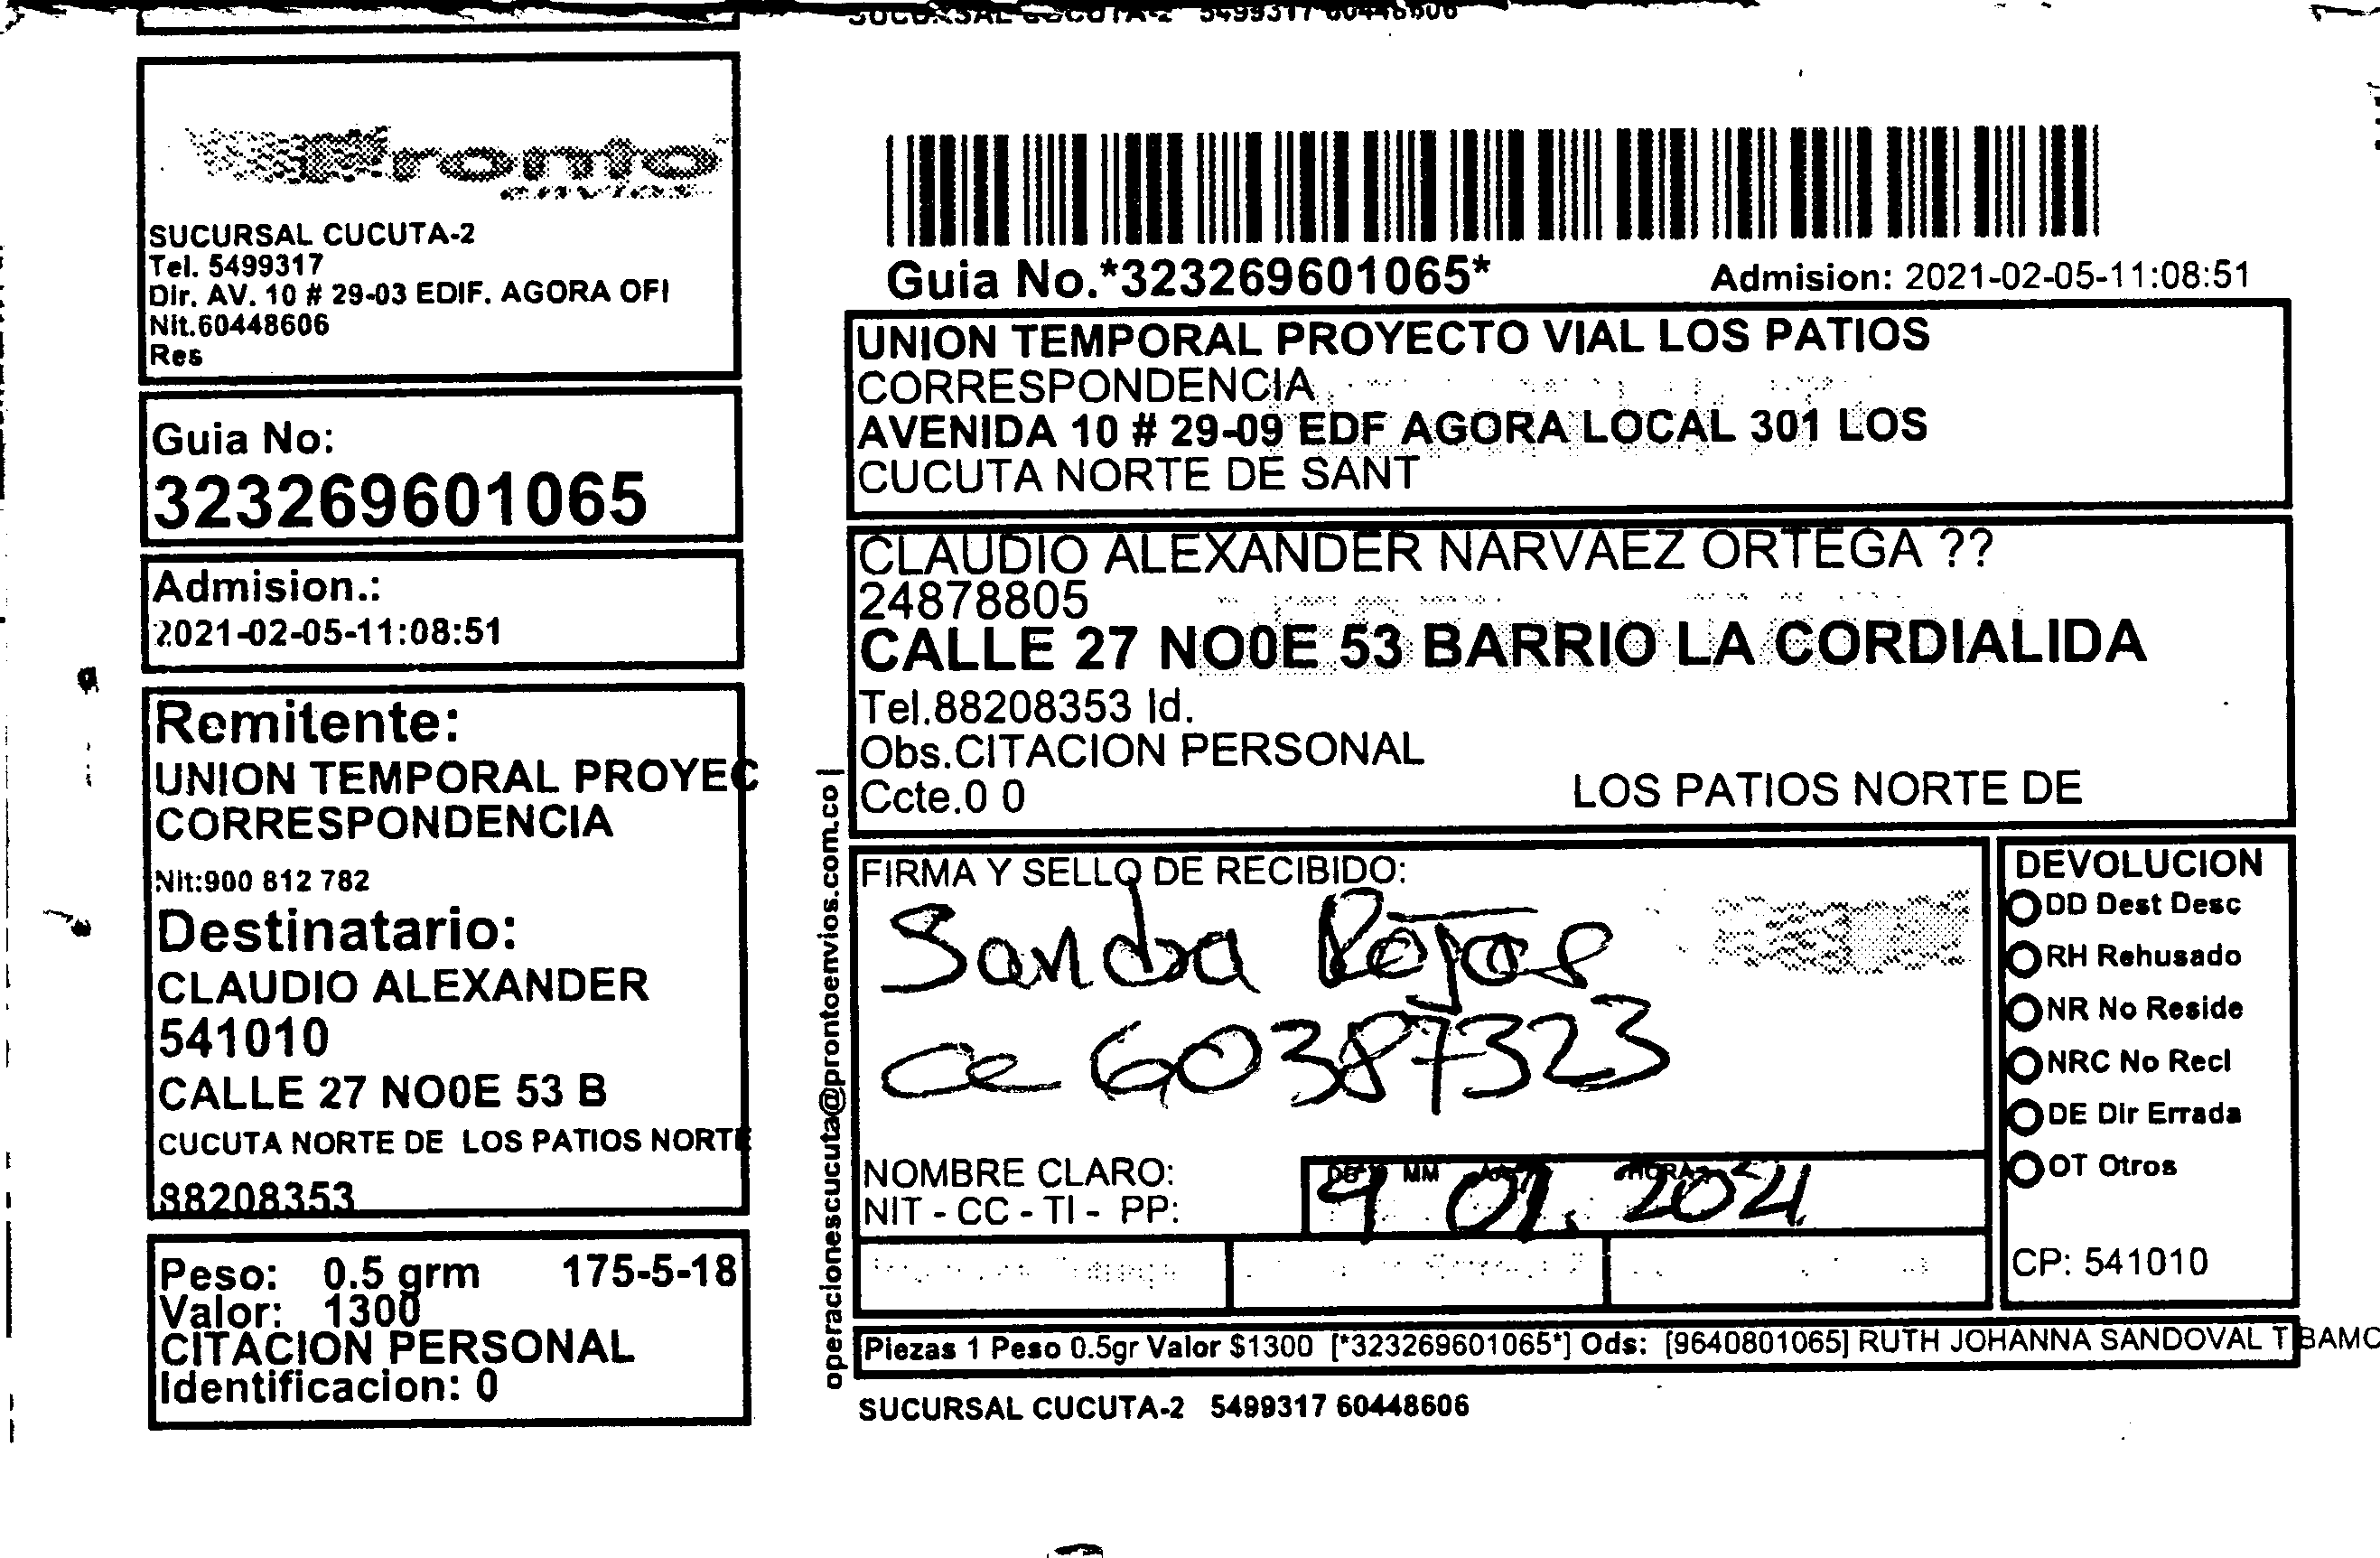 SUCURSAL CUCUTA-2 5499317 60448606
Pronto
envios
SUCURSAL CUCUTA-2
Tel. 5499317
Dir. AV. 10 # 29-03 EDIF. AGORA OFI
Nit.60448606
Res
Guia No:
323269601065
Admision.:
2021-02-05-11:08:51
Remitente:
UNION TEMPORAL PROYEC
CORRESPONDENCIA
Nit:900 812 782
Destinatario:
CLAUDIO ALEXANDER
541010
CALLE 27 NO0E 53 B
CUCUTA NORTE DE LOS PATIOS NORTE
88208353
Peso: 0.5 grm 175-5-18
Valor: 1300
CITACION PERSONAL
Identificacion: 0
operacionescucuta@prontoenvios.com.co |
Guia No.*323269601065* Admision: 2021-02-05-11:08:51
UNION TEMPORAL PROYECTO VIAL LOS PATIOS
CORRESPONDENCIA
AVENIDA 10 # 29-09 EDF AGORA LOCAL 301 LOS
CUCUTA NORTE DE SANT
CLAUDIO ALEXANDER NARVAEZ ORTEGA ??
24878805
CALLE 27 NO0E 53 BARRIO LA CORDIALIDA
Tel.88208353 Id.
Obs.CITACION PERSONAL
Ccte.0 0 LOS PATIOS NORTE DE
FIRMA Y SELLO DE RECIBIDO:
Sandra Rojas
cc 60387323
NOMBRE CLARO:
NIT - CC - TI - PP:
DD MM HORA
9 02. 2021
DEVOLUCION
DD Dest Desc
RH Rehusado
NR No Reside
NRC No Recl
DE Dir Errada
OT Otros
CP: 541010
Piezas 1 Peso 0.5gr Valor $1300 [*323269601065*] Ods: [9640801065] RUTH JOHANNA SANDOVAL T BAMO
SUCURSAL CUCUTA-2 5499317 60448606